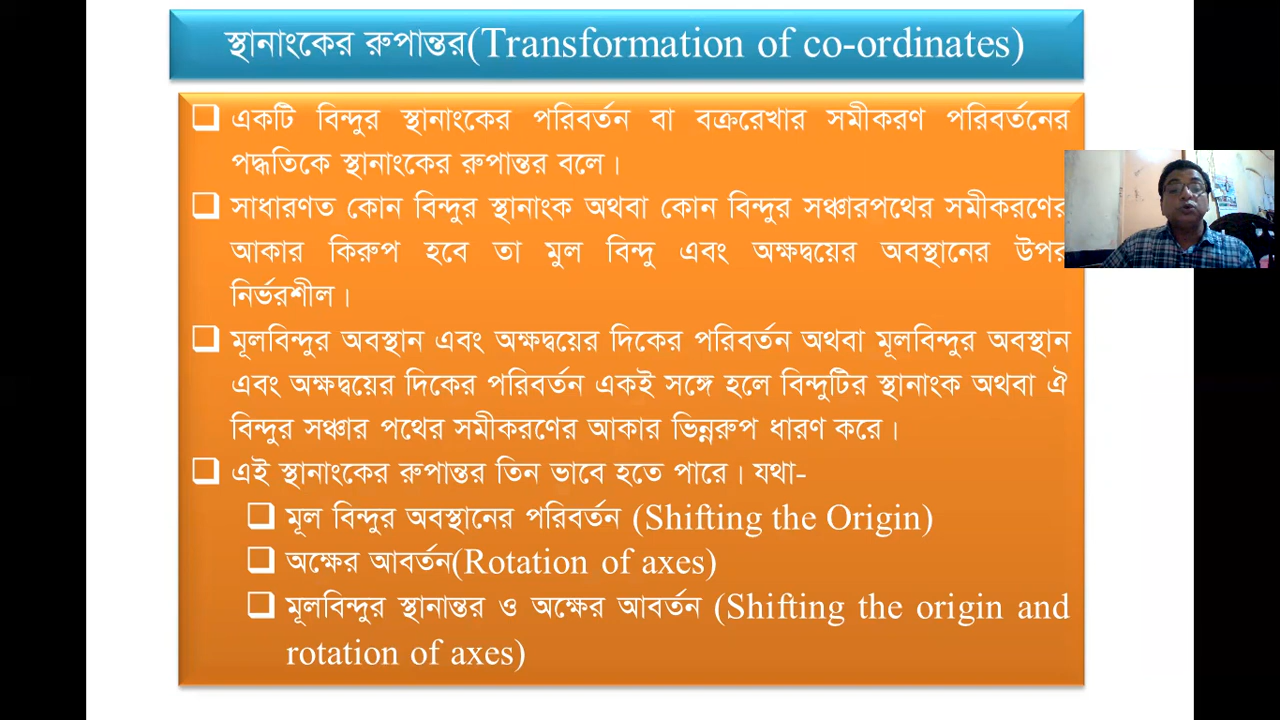 স্থানাংকের রুপান্তর(Transformation of co-ordinates)
একটি বিন্দুর স্থানাংকের পরিবর্তন বা বক্ররেখার সমীকরণ পরিবর্তনের
পদ্ধতিকে স্থানাংকের রুপান্তর বলে।
সাধারণত কোন বিন্দুর স্থানাংক অথবা কোন বিন্দুর সঞ্চারপথের সমীকরণের
আকার কিরুপ হবে তা মুল বিন্দু এবং অক্ষদ্বয়ের অবস্থানের উপর
নির্ভরশীল।
মূলবিন্দুর অবস্থান এবং অক্ষদ্বয়ের দিকের পরিবর্তন অথবা মূলবিন্দুর অবস্থান
এবং অক্ষদ্বয়ের দিকের পরিবর্তন একই সঙ্গে হলে বিন্দুটির স্থানাংক অথবা ঐ
বিন্দুর সঞ্চার পথের সমীকরণের আকার ভিন্নরুপ ধারণ করে।
এই স্থানাংকের রুপান্তর তিন ভাবে হতে পারে। যথা-
মূল বিন্দুর অবস্থানের পরিবর্তন (Shifting the Origin)
অক্ষের আবর্তন(Rotation of axes)
মূলবিন্দুর স্থানান্তর ও অক্ষের আবর্তন (Shifting the origin and
rotation of axes)